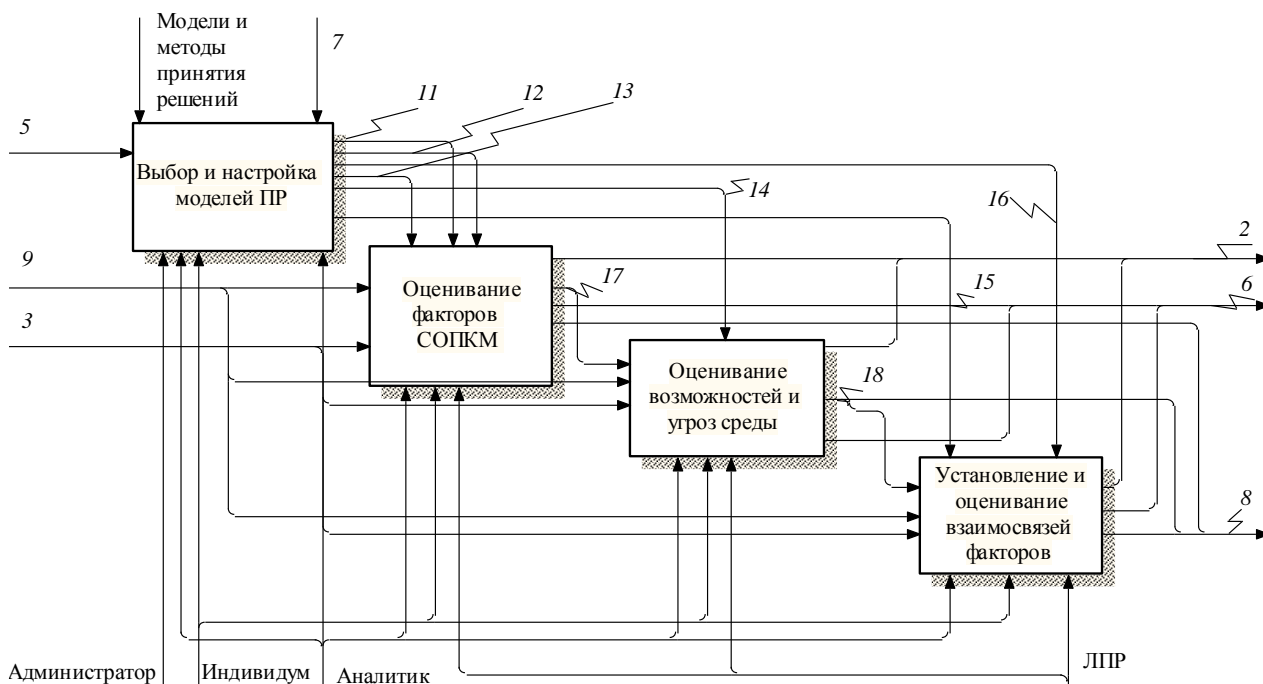 Модели и
методы
принятия
решений
7
11
12
13
5
Выбор и настройка
моделей ПР
14
16
2
9
Оценивание
факторов
СОПКМ
17
15
6
3
Оценивание
возможностей и
угроз среды
18
Установление и
оценивание
взаимосвязей
факторов
8
Администратор
Индивидум
Аналитик
ЛПР